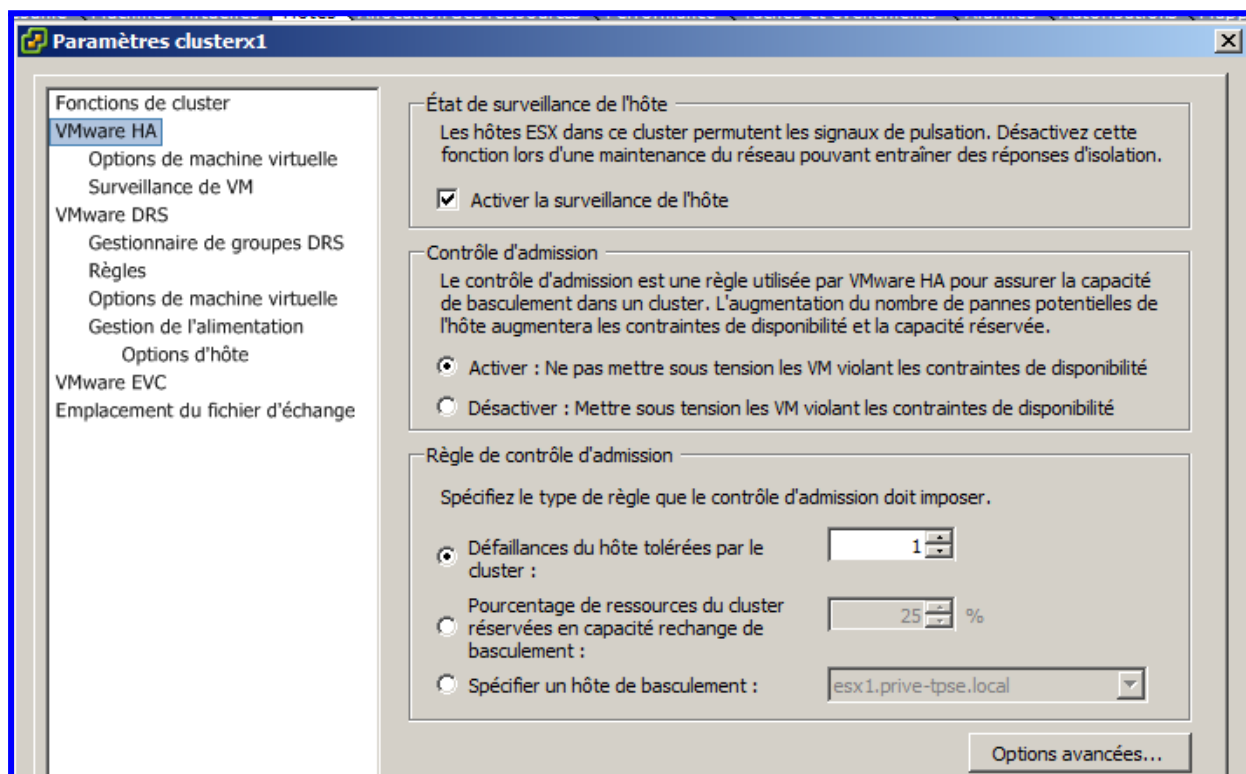 Paramètres clusterx1
Fonctions de cluster
VMware HA
Options de machine virtuelle
Surveillance de VM
VMware DRS
Gestionnaire de groupes DRS
Règles
Options de machine virtuelle
Gestion de l'alimentation
Options d'hôte
VMware EVC
Emplacement du fichier d'échange
État de surveillance de l'hôte
Les hôtes ESX dans ce cluster permutent les signaux de pulsation. Désactivez cette
fonction lors d'une maintenance du réseau pouvant entraîner des réponses d'isolation.
Activer la surveillance de l'hôte
Contrôle d'admission
Le contrôle d'admission est une règle utilisée par VMware HA pour assurer la capacité
de basculement dans un cluster. L'augmentation du nombre de pannes potentielles de
l'hôte augmentera les contraintes de disponibilité et la capacité réservée.
Activer : Ne pas mettre sous tension les VM violant les contraintes de disponibilité
Désactiver : Mettre sous tension les VM violant les contraintes de disponibilité
Règle de contrôle d'admission
Spécifiez le type de règle que le contrôle d'admission doit imposer.
Défaillances du hôte tolérées par le
cluster :
1
Pourcentage de ressources du cluster
réservées en capacité rechange de
basculement :
25 %
Spécifier un hôte de basculement :
esx1.prive-tpse.local
Options avancées...